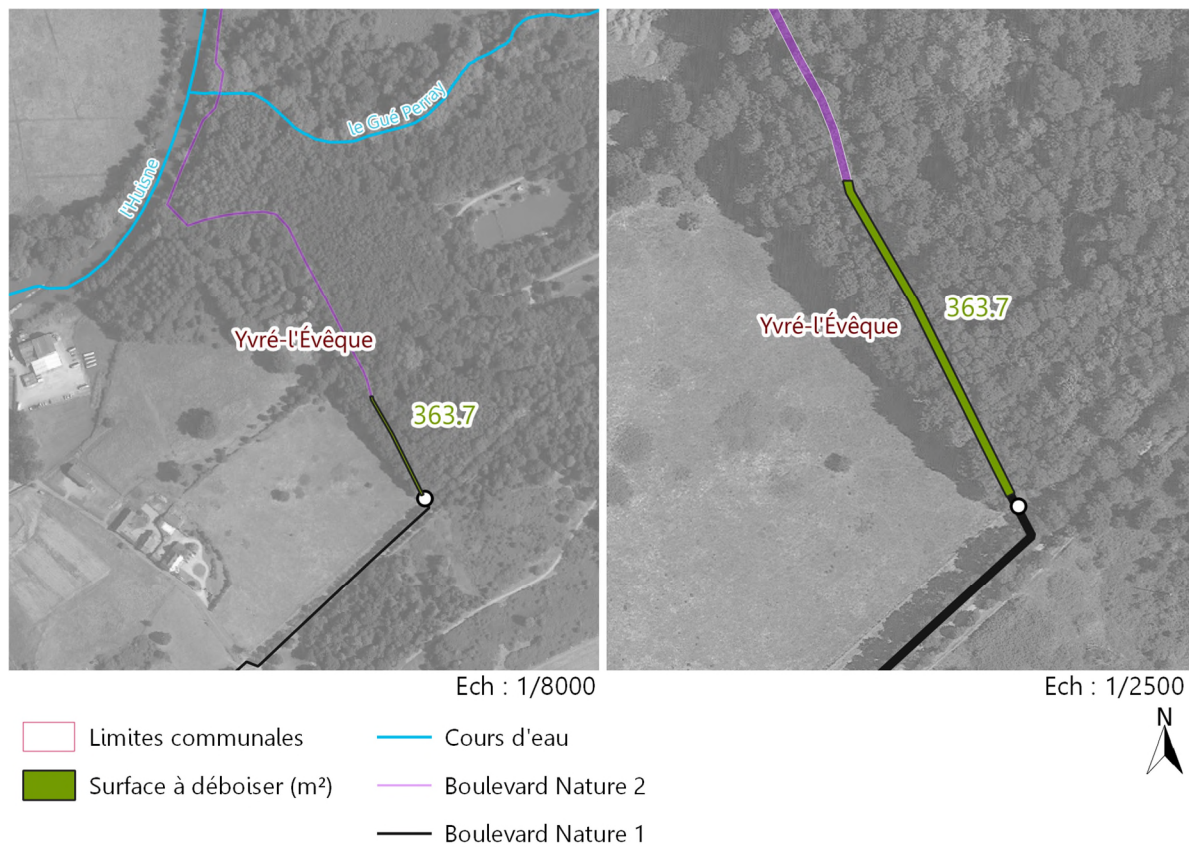 le Gué Perray
l'Huisne
Yvré-l'Évêque
363.7
363.7
Yvré-l'Évêque
Ech : 1/8000
Ech : 1/2500
Limites communales
Surface à déboiser (m²)
Cours d'eau
Boulevard Nature 2
Boulevard Nature 1
N